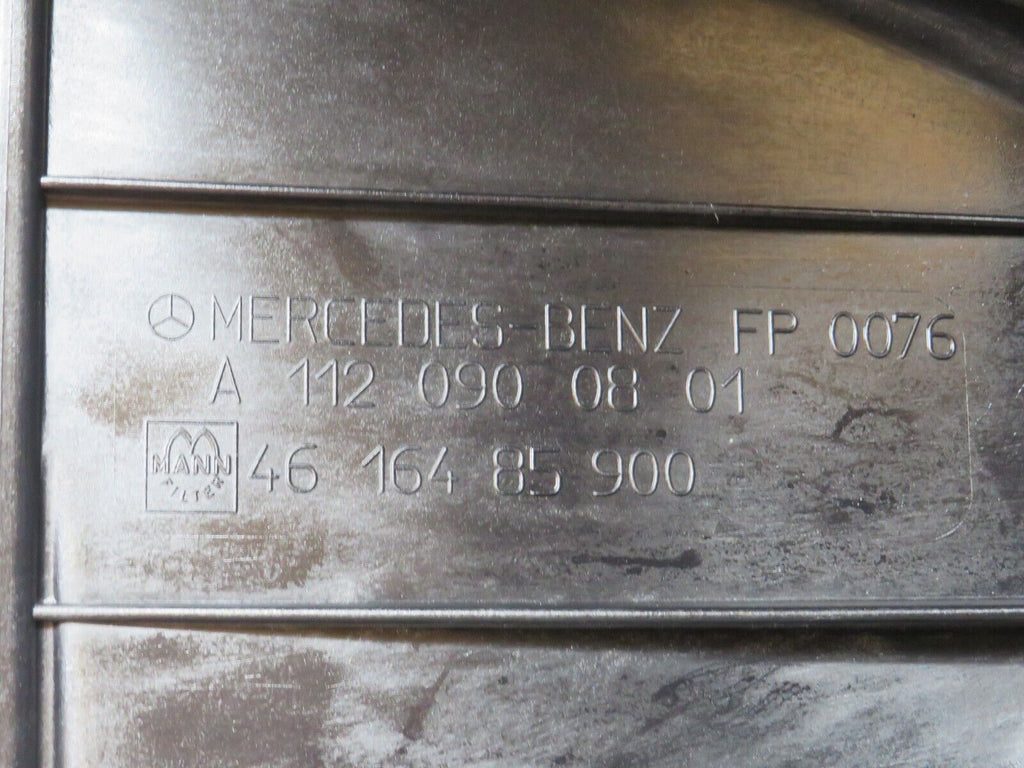 MERCEDES-BENZ FP 0076
A 112 090 08 01
MANN
FILTER
46 164 85 900